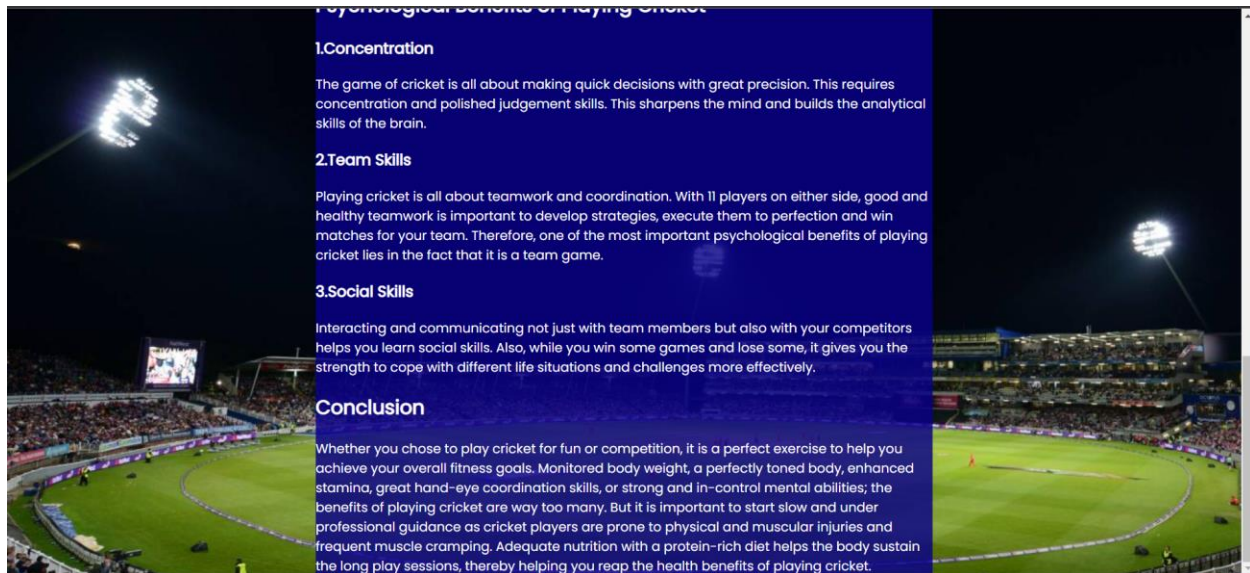 Psychological Benefits of Playing Cricket
1.Concentration
The game of cricket is all about making quick decisions with great precision. This requires
concentration and polished judgement skills. This sharpens the mind and builds the analytical
skills of the brain.
2.Team Skills
Playing cricket is all about teamwork and coordination. With 11 players on either side, good and
healthy teamwork is important to develop strategies, execute them to perfection and win
matches for your team. Therefore, one of the most important psychological benefits of playing
cricket lies in the fact that it is a team game.
3.Social Skills
Interacting and communicating not just with team members but also with your competitors
helps you learn social skills. Also, while you win some games and lose some, it gives you the
strength to cope with different life situations and challenges more effectively.
Conclusion
Whether you chose to play cricket for fun or competition, it is a perfect exercise to help you
achieve your overall fitness goals. Monitored body weight, a perfectly toned body, enhanced
stamina, great hand-eye coordination skills, or strong and in-control mental abilities; the
benefits of playing cricket are way too many. But it is important to start slow and under
professional guidance as cricket players are prone to physical and muscular injuries and
frequent muscle cramping. Adequate nutrition with a protein-rich diet helps the body sustain
the long play sessions, thereby helping you reap the health benefits of playing cricket.